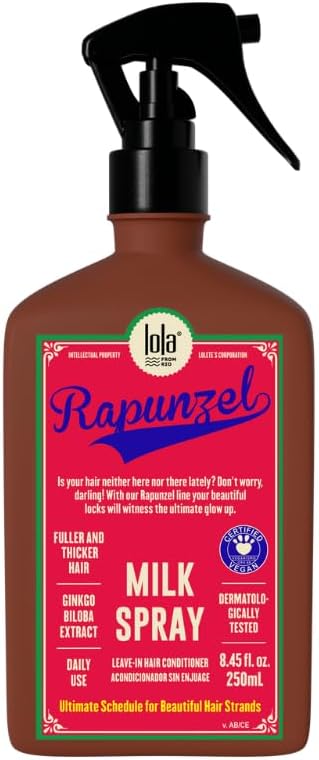 lola®
FROM
RIO
INTELLECTUAL PROPERTY
LOLETE'S CORPORATION
Rapunzel
Is your hair neither here nor there lately? Don't worry,
darling! With our Rapunzel line your beautiful
locks will witness the ultimate glow up.
FULLER AND
THICKER
HAIR
GINKGO
BILOBA
EXTRACT
DAILY
USE
MILK
SPRAY
LEAVE-IN HAIR CONDITIONER
ACONDICIONADOR SIN ENJUAGE
CERTIFIED
VEGAN
DERMATOLO-
GICALLY
TESTED
8.45 fl. oz.
250mL
Ultimate Schedule for Beautiful Hair Strands
v. AB/CE